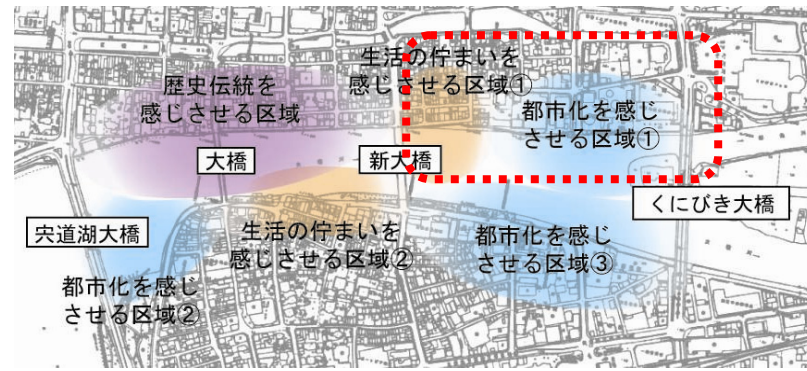 生活の佇まいを
感じさせる区域①
歴史伝統を
感じさせる区域
都市化を感じ
させる区域①
大橋
新大橋
くにびき大橋
宍道湖大橋
生活の佇まいを
感じさせる区域②
都市化を感じ
させる区域③
都市化を感じ
させる区域②